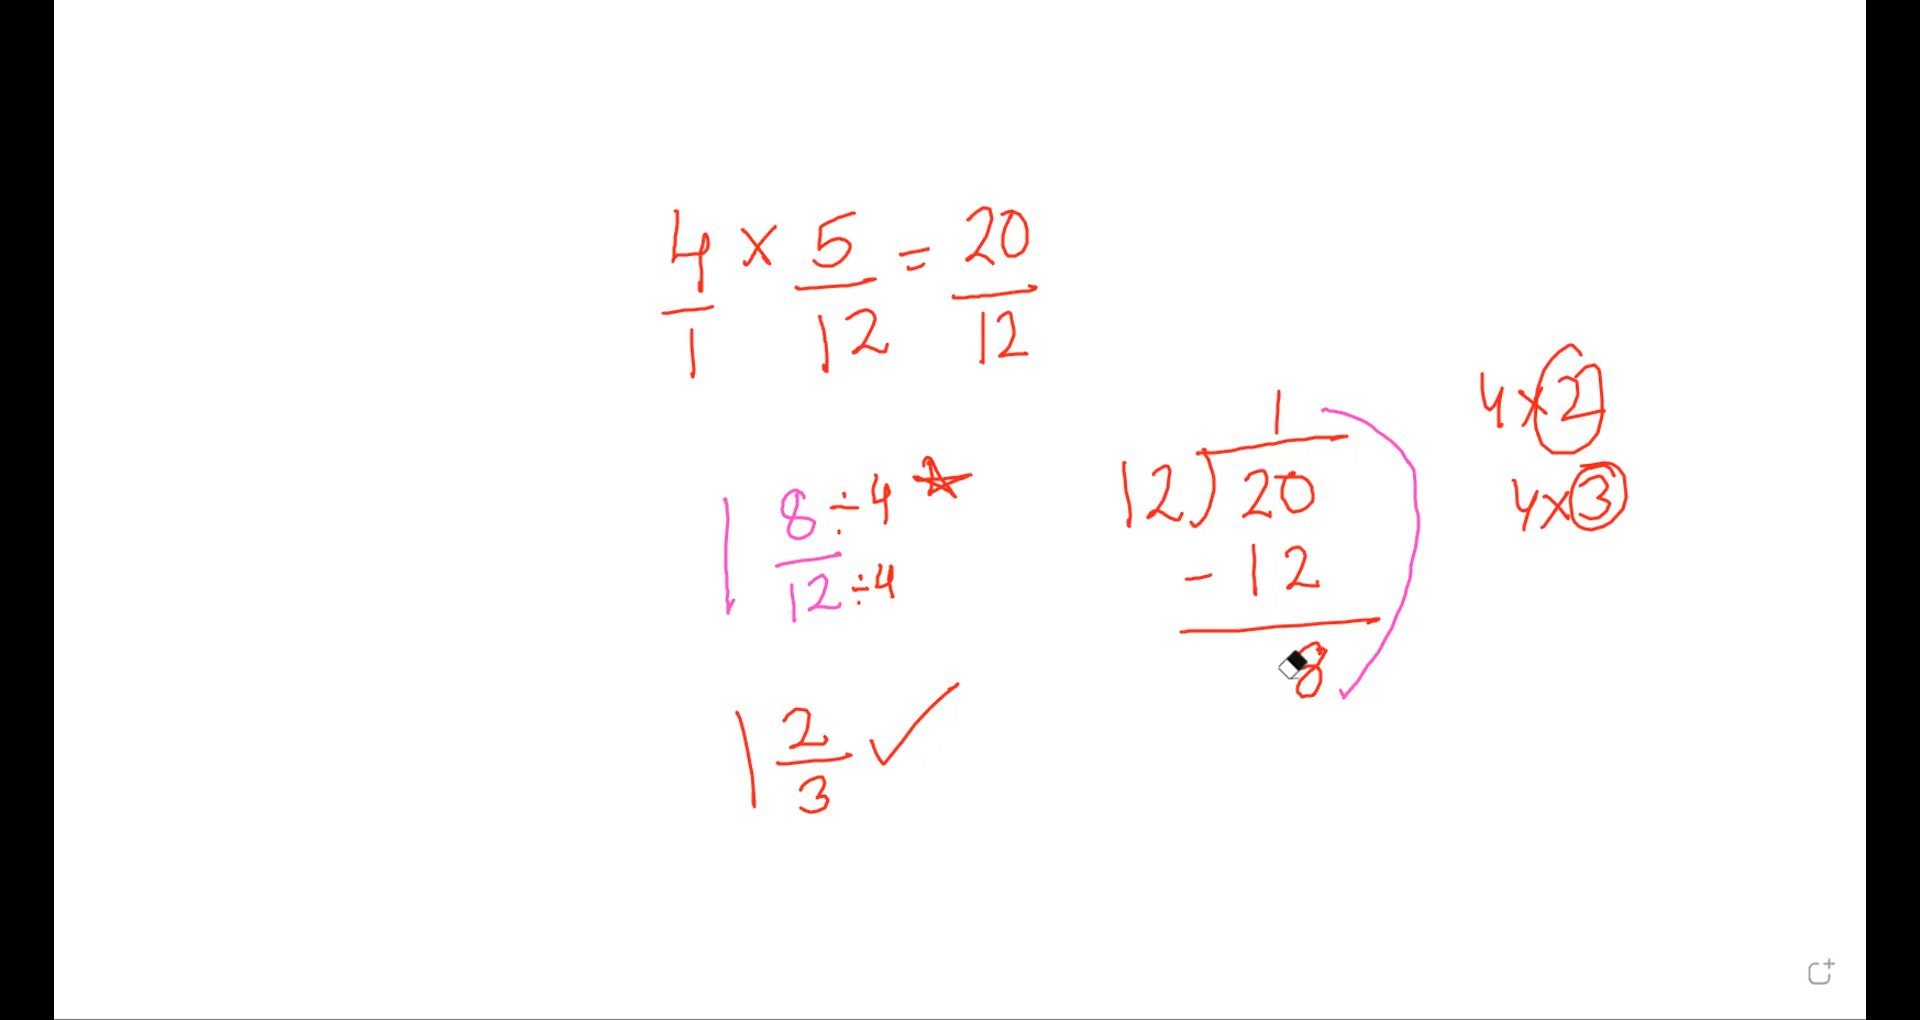 4/1 × 5/12 = 20/12
1 8/12 ÷4 ÷4
1 2/3 ✓
1
12)20
- 12
8
4×2
4×3